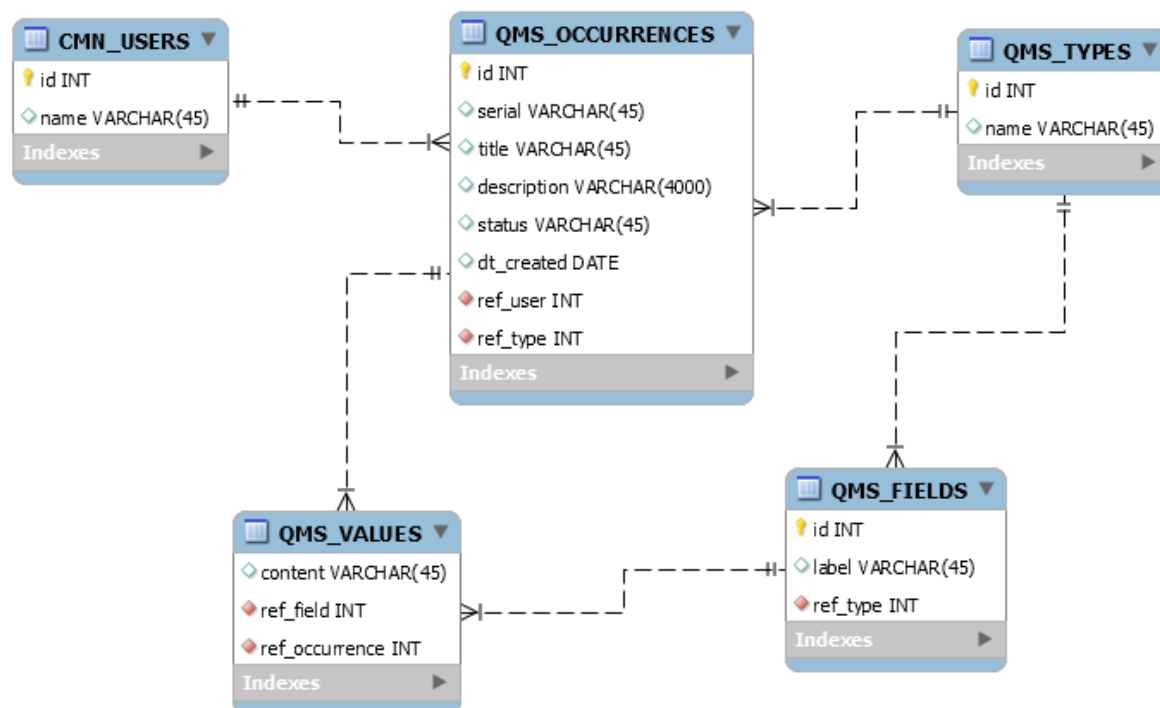 CMN_USERS
id INT
name VARCHAR(45)
Indexes
QMS_OCCURRENCES
id INT
serial VARCHAR(45)
title VARCHAR(45)
description VARCHAR(4000)
status VARCHAR(45)
dt_created DATE
ref_user INT
ref_type INT
Indexes
QMS_TYPES
id INT
name VARCHAR(45)
Indexes
QMS_VALUES
content VARCHAR(45)
ref_field INT
ref_occurrence INT
Indexes
QMS_FIELDS
id INT
label VARCHAR(45)
ref_type INT
Indexes